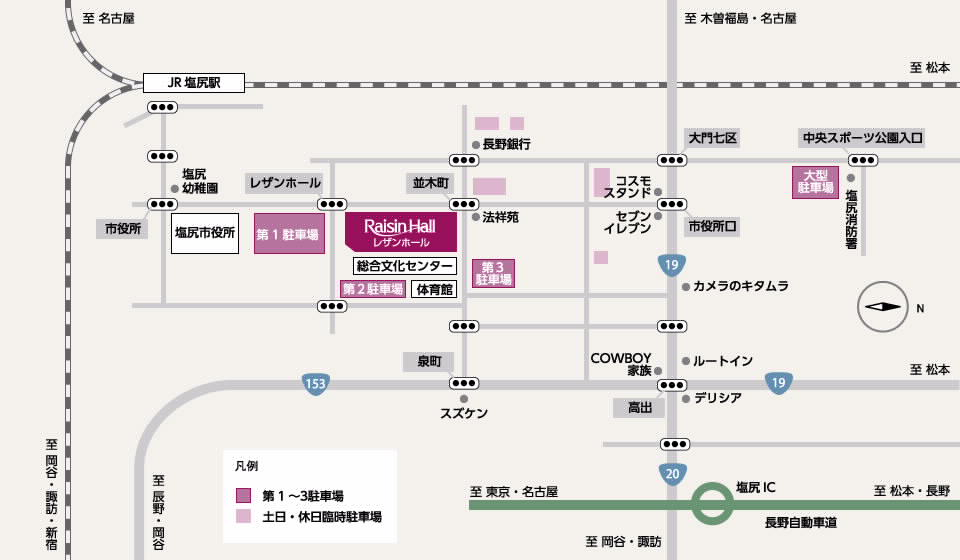 至 名古屋
至 木曽福島・名古屋
JR 塩尻駅
至 松本
長野銀行
大門七区
中央スポーツ公園入口
塩尻
幼稚園
レザンホール
並木町
コスモ
スタンド
大型
駐車場
塩尻消防署
市役所
塩尻市役所
第１駐車場
Raisin Hall
レザンホール
法祥苑
セブン
イレブン
市役所口
総合文化センター
第３
駐車場
19
第２駐車場
体育館
カメラのキタムラ
N
泉町
COWBOY
家族
ルートイン
至 松本
153
19
高出
デリシア
スズケン
至 岡谷・諏訪・新宿
至 辰野・岡谷
凡例
第１～3駐車場
土日・休日臨時駐車場
20
至 東京・名古屋
塩尻 IC
至 松本・長野
長野自動車道
至 岡谷・諏訪